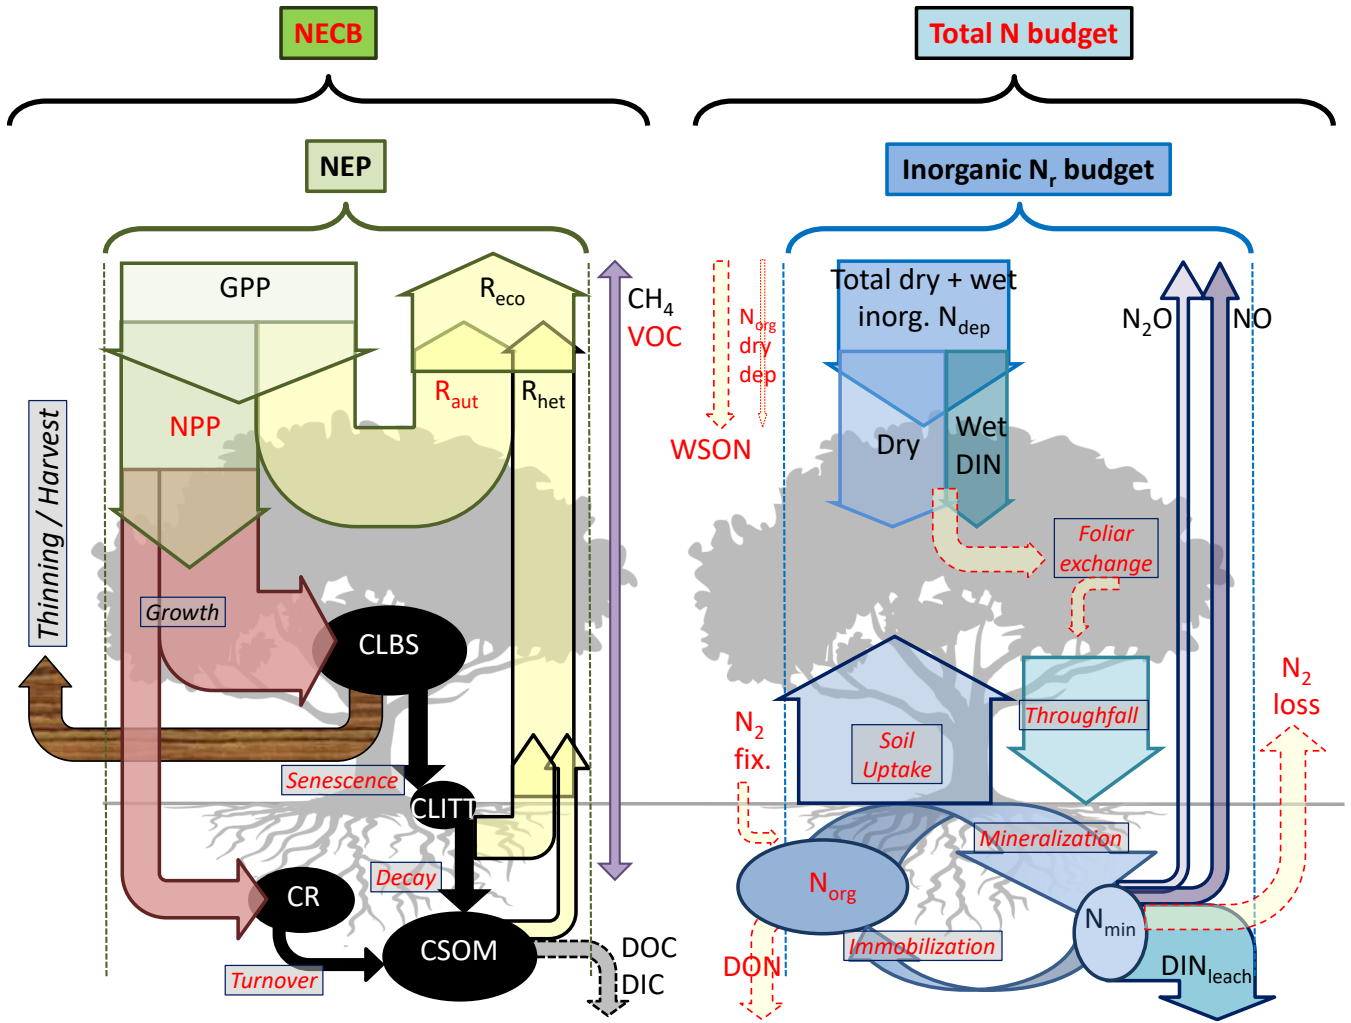 NECB
NEP
GPP
Reco
CH4
VOC
NPP
Raut
Rhet
Thinning / Harvest
Growth
CLBS
Senescence
CLITT
Decay
CR
CSOM
Turnover
DOC
DIC
Total N budget
Inorganic Nr budget
Total dry + wet
inorg. Ndep
N2O
NO
Norg
dry
dep
WSON
Dry
Wet
DIN
Foliar
exchange
N2
fix.
Soil
Uptake
Throughfall
N2
loss
Mineralization
Norg
Nmin
Immobilization
DON
DINleach